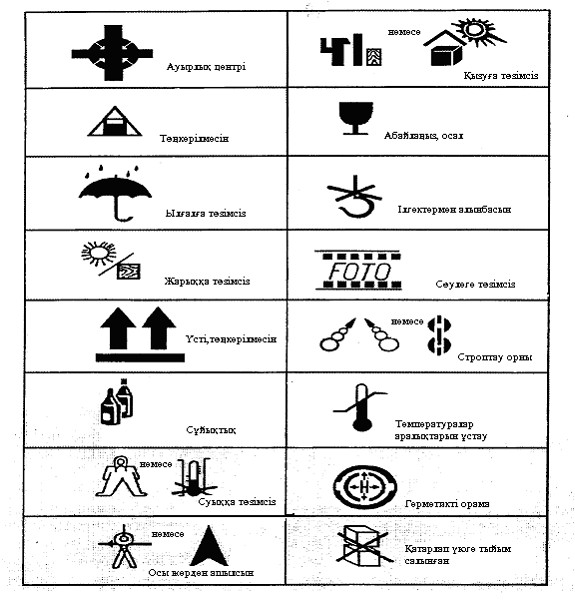 Ауырлық центрі
немесе
Қызуға төзімсіз
Төңкерілмесін
Абайлаңыз, осал
Ылғалға төзімсіз
Ілгектермен алынбасын
Жарыққа төзімсіз
FOTO
Сәулеге төзімсіз
Үсті,төңкерілмесін
немесе
Строптау орны
Сұйықтық
Температуралар
аралықтарын ұстау
немесе
Суыққа төзімсіз
Н
Герметикті орама
немесе
Осы жерден ашылсын
Қатарлап үюге тыйым
салынған